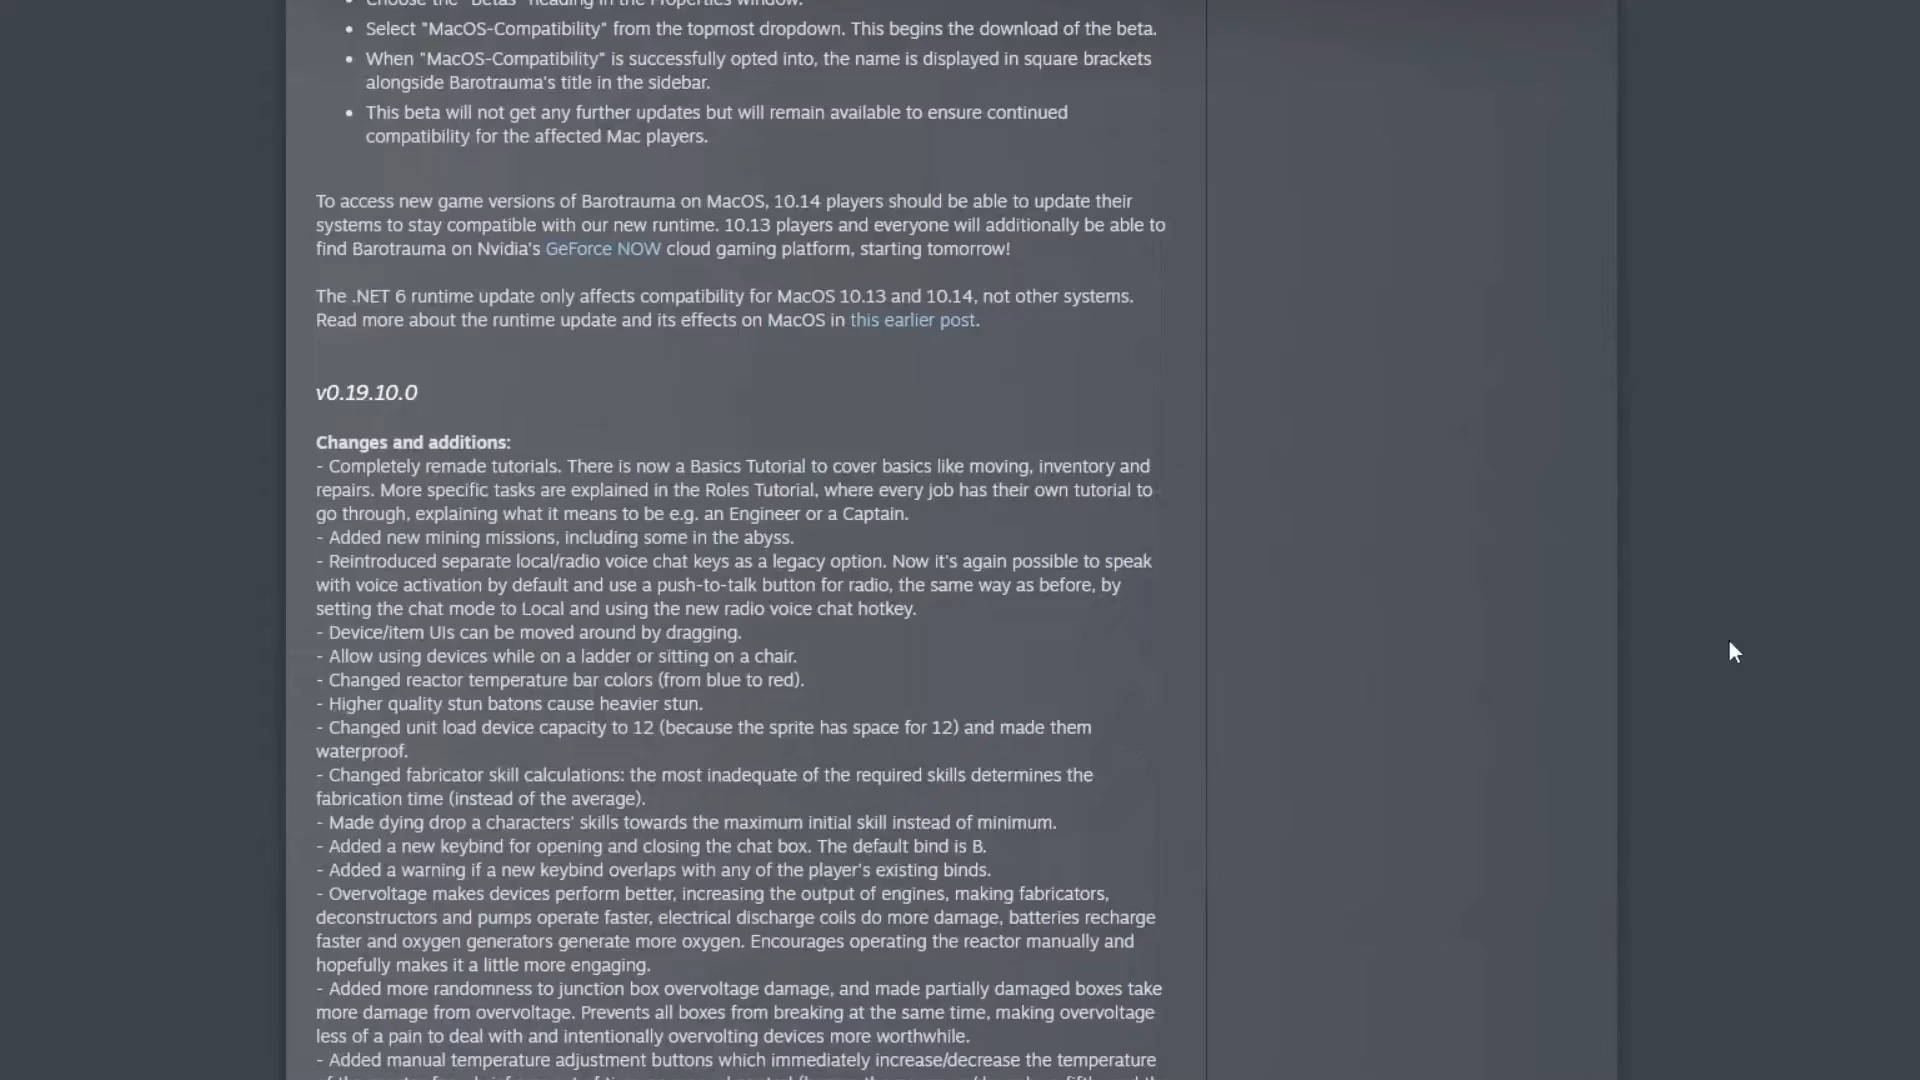 Choose the "Betas" heading in the Properties window.
• Select "MacOS-Compatibility" from the topmost dropdown. This begins the download of the beta.
• When "MacOS-Compatibility" is successfully opted into, the name is displayed in square brackets
alongside Barotrauma's title in the sidebar.
• This beta will not get any further updates but will remain available to ensure continued
compatibility for the affected Mac players.
To access new game versions of Barotrauma on MacOS, 10.14 players should be able to update their
systems to stay compatible with our new runtime. 10.13 players and everyone will additionally be able to
find Barotrauma on Nvidia's GeForce NOW cloud gaming platform, starting tomorrow!
The .NET 6 runtime update only affects compatibility for MacOS 10.13 and 10.14, not other systems.
Read more about the runtime update and its effects on MacOS in this earlier post.
v0.19.10.0
Changes and additions:
- Completely remade tutorials. There is now a Basics Tutorial to cover basics like moving, inventory and
repairs. More specific tasks are explained in the Roles Tutorial, where every job has their own tutorial to
go through, explaining what it means to be e.g. an Engineer or a Captain.
- Added new mining missions, including some in the abyss.
- Reintroduced separate local/radio voice chat keys as a legacy option. Now it's again possible to speak
with voice activation by default and use a push-to-talk button for radio, the same way as before, by
setting the chat mode to Local and using the new radio voice chat hotkey.
- Device/item UIs can be moved around by dragging.
- Allow using devices while on a ladder or sitting on a chair.
- Changed reactor temperature bar colors (from blue to red).
- Higher quality stun batons cause heavier stun.
- Changed unit load device capacity to 12 (because the sprite has space for 12) and made them
waterproof.
- Changed fabricator skill calculations: the most inadequate of the required skills determines the
fabrication time (instead of the average).
- Made dying drop a characters' skills towards the maximum initial skill instead of minimum.
- Added a new keybind for opening and closing the chat box. The default bind is B.
- Added a warning if a new keybind overlaps with any of the player's existing binds.
- Overvoltage makes devices perform better, increasing the output of engines, making fabricators,
deconstructors and pumps operate faster, electrical discharge coils do more damage, batteries recharge
faster and oxygen generators generate more oxygen. Encourages operating the reactor manually and
hopefully makes it a little more engaging.
- Added more randomness to junction box overvoltage damage, and made partially damaged boxes take
more damage from overvoltage. Prevents all boxes from breaking at the same time, making overvoltage
less of a pain to deal with and intentionally overvolting devices more worthwhile.
- Added manual temperature adjustment buttons which immediately increase/decrease the temperature